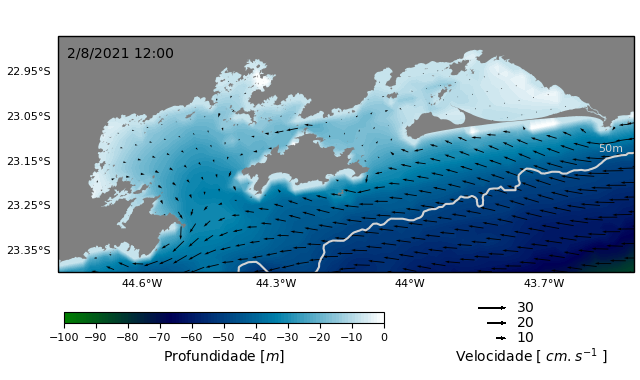 2/8/2021 12:00
22.95°S
23.05°S
23.15°S
23.25°S
23.35°S
50m
44.6°W 44.3°W 44°W 43.7°W
−100 −90 −80 −70 −60 −50 −40 −30 −20 −10 0
Profundidade [m]
30
20
10
Velocidade [ cm. s⁻¹ ]